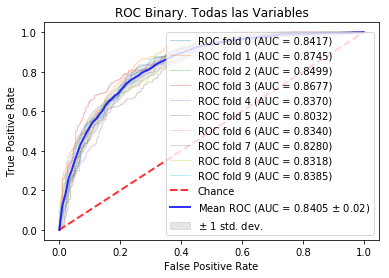 ROC Binary. Todas las Variables
True Positive Rate
1.0
0.8
0.6
0.4
0.2
0.0
ROC fold 0 (AUC = 0.8417)
ROC fold 1 (AUC = 0.8745)
ROC fold 2 (AUC = 0.8499)
ROC fold 3 (AUC = 0.8677)
ROC fold 4 (AUC = 0.8370)
ROC fold 5 (AUC = 0.8032)
ROC fold 6 (AUC = 0.8340)
ROC fold 7 (AUC = 0.8280)
ROC fold 8 (AUC = 0.8318)
ROC fold 9 (AUC = 0.8385)
Chance
Mean ROC (AUC = 0.8405 ± 0.02)
± 1 std. dev.
0.0 0.2 0.4 0.6 0.8 1.0
False Positive Rate